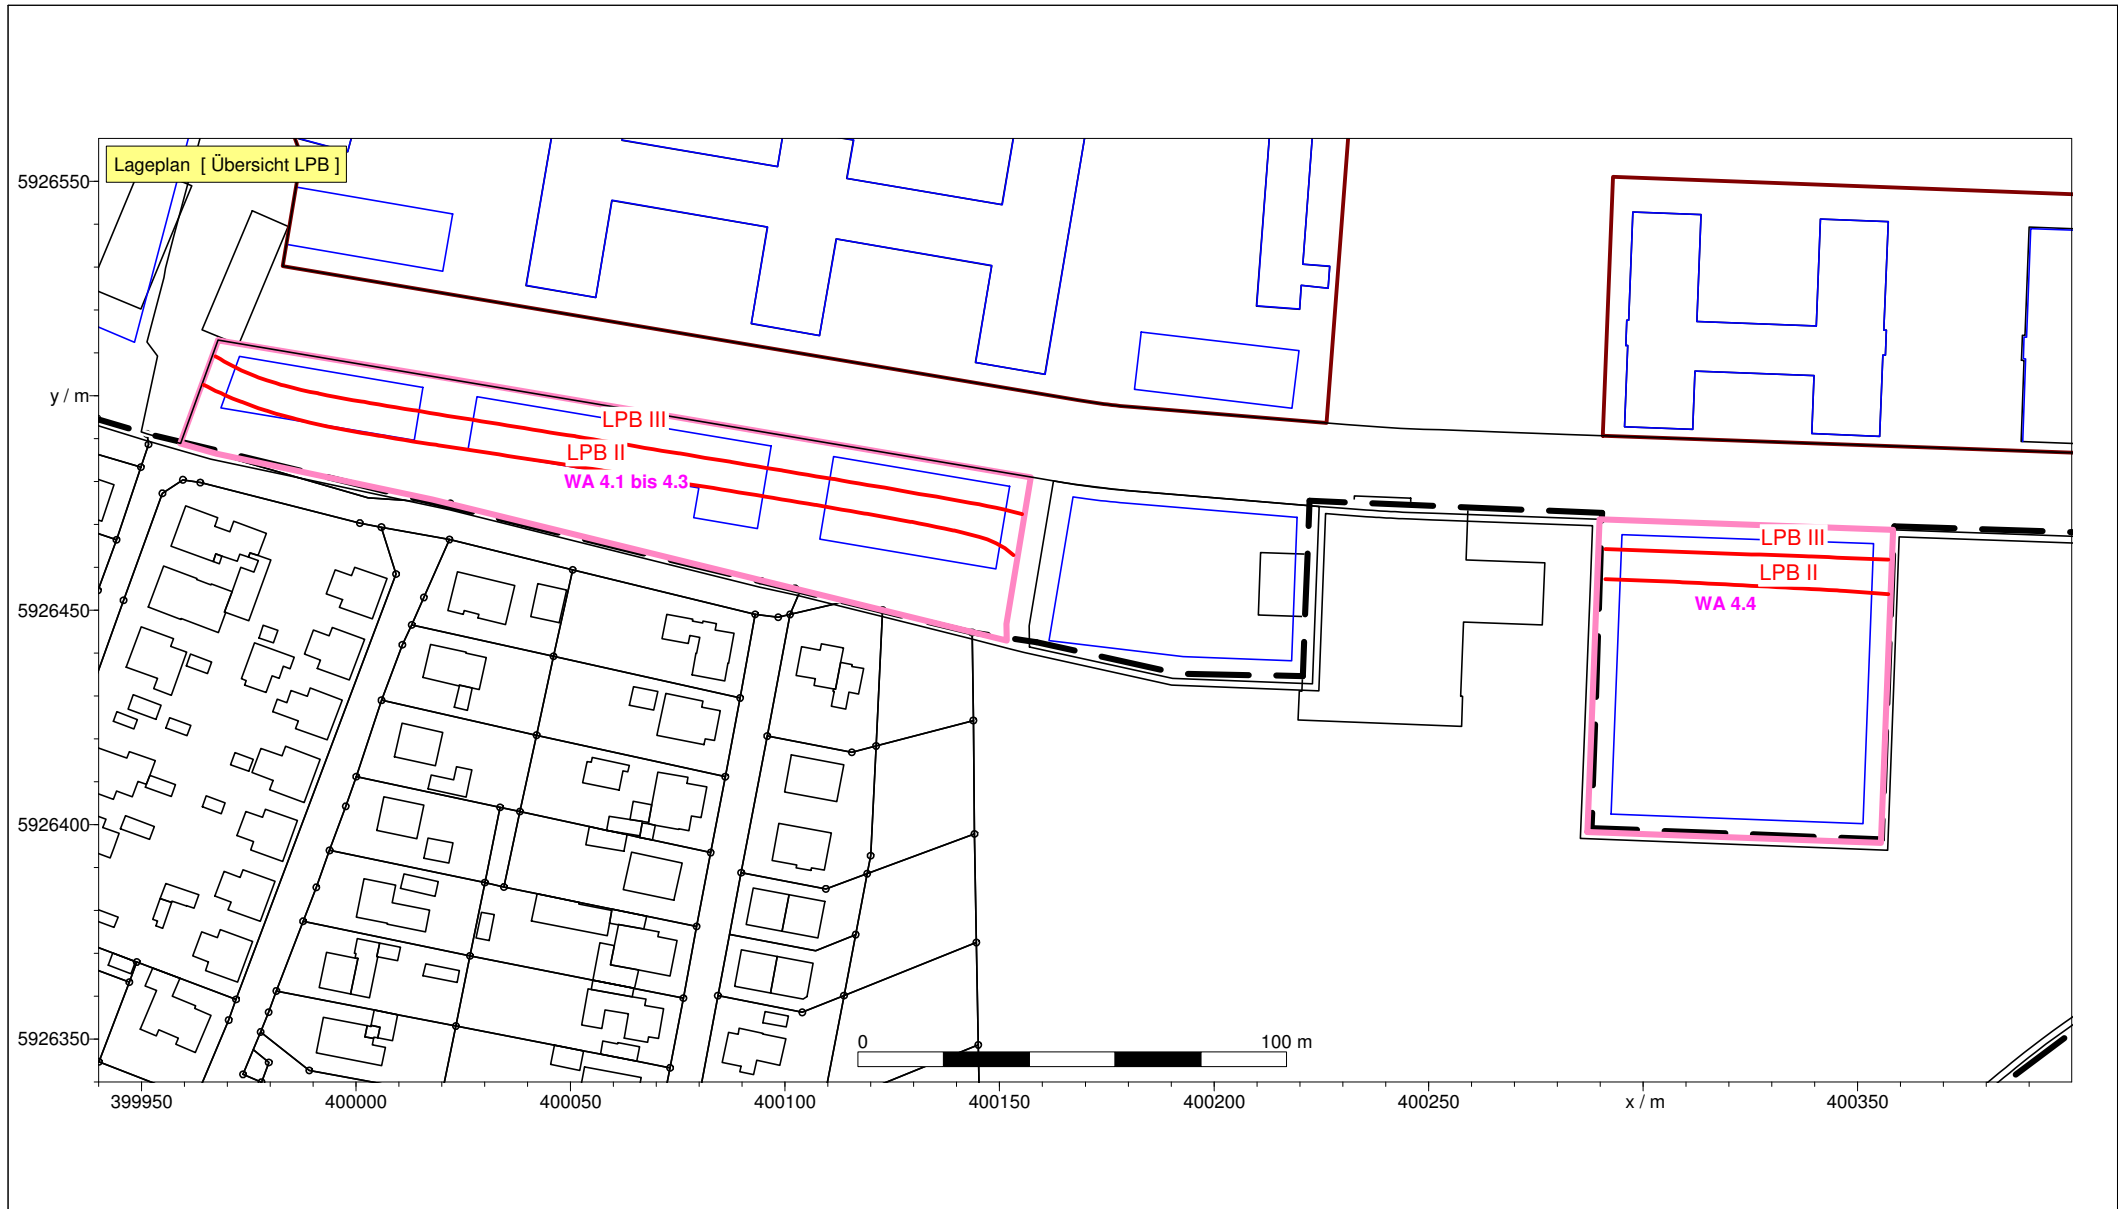 Lageplan [ Übersicht LPB ]
5926550
y / m
LPB III
LPB II
WA 4.1 bis 4.3
LPB III
LPB II
WA 4.4
5926450
5926400
5926350
0
100 m
399950
400000
400050
400100
400150
400200
400250
x / m
400350